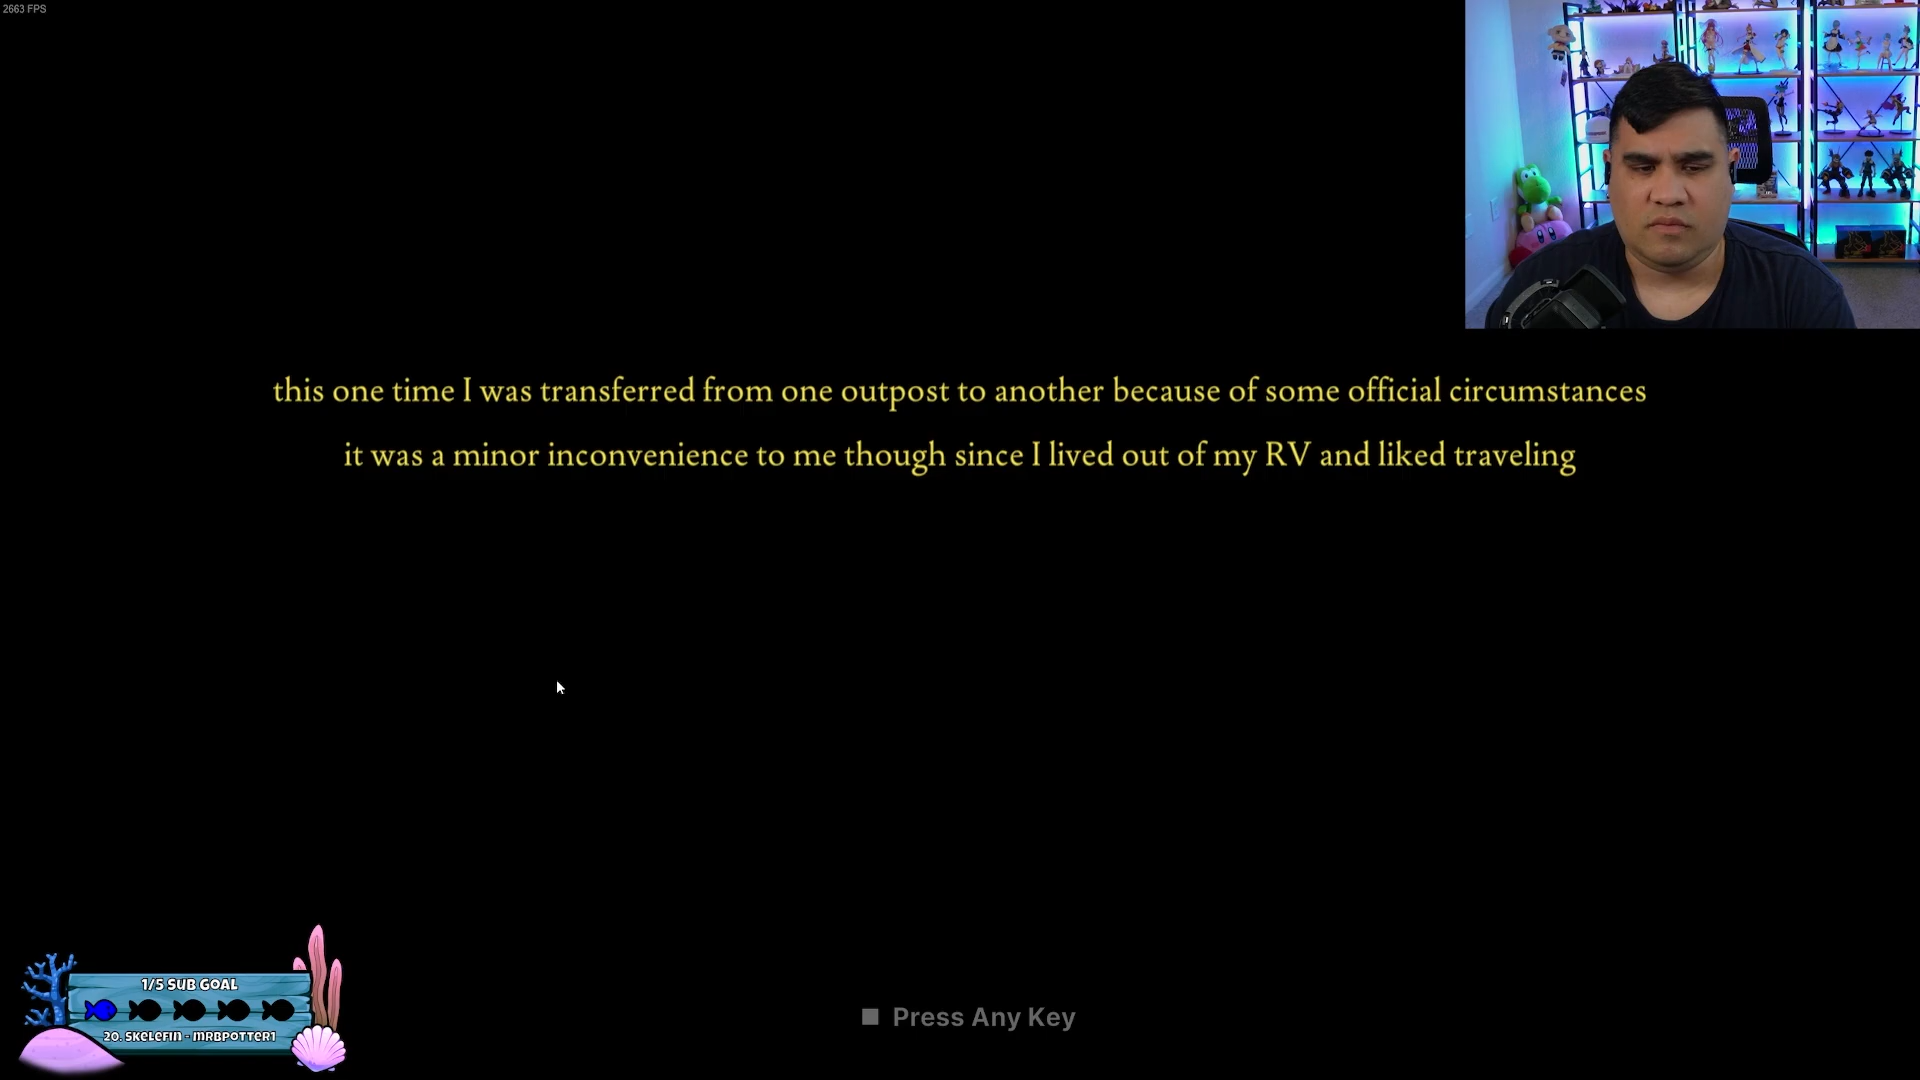 2663 FPS
this one time I was transferred from one outpost to another because of some official circumstances
it was a minor inconvenience to me though since I lived out of my RV and liked traveling
1/5 SUB GOAL
20. SKELEFIN - MRBPOTTER1
Press Any Key